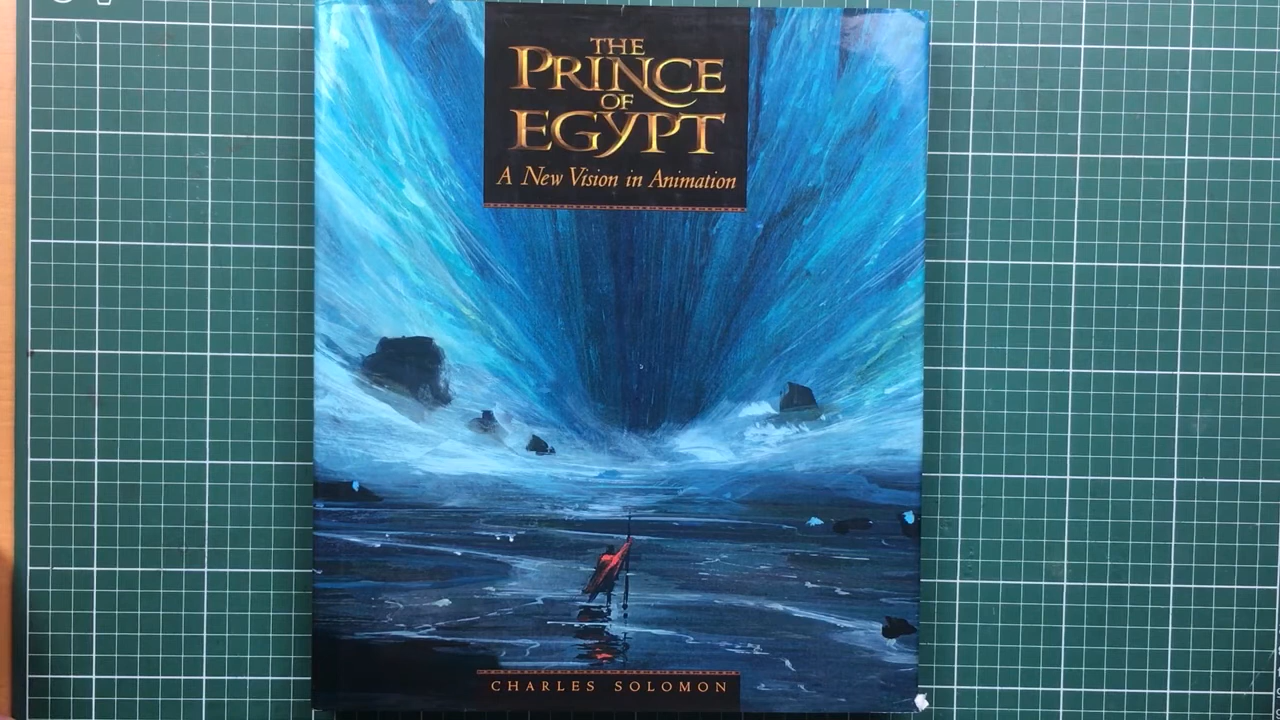 THE
PRINCE
OF
EGYPT
A New Vision in Animation
CHARLES SOLOMON